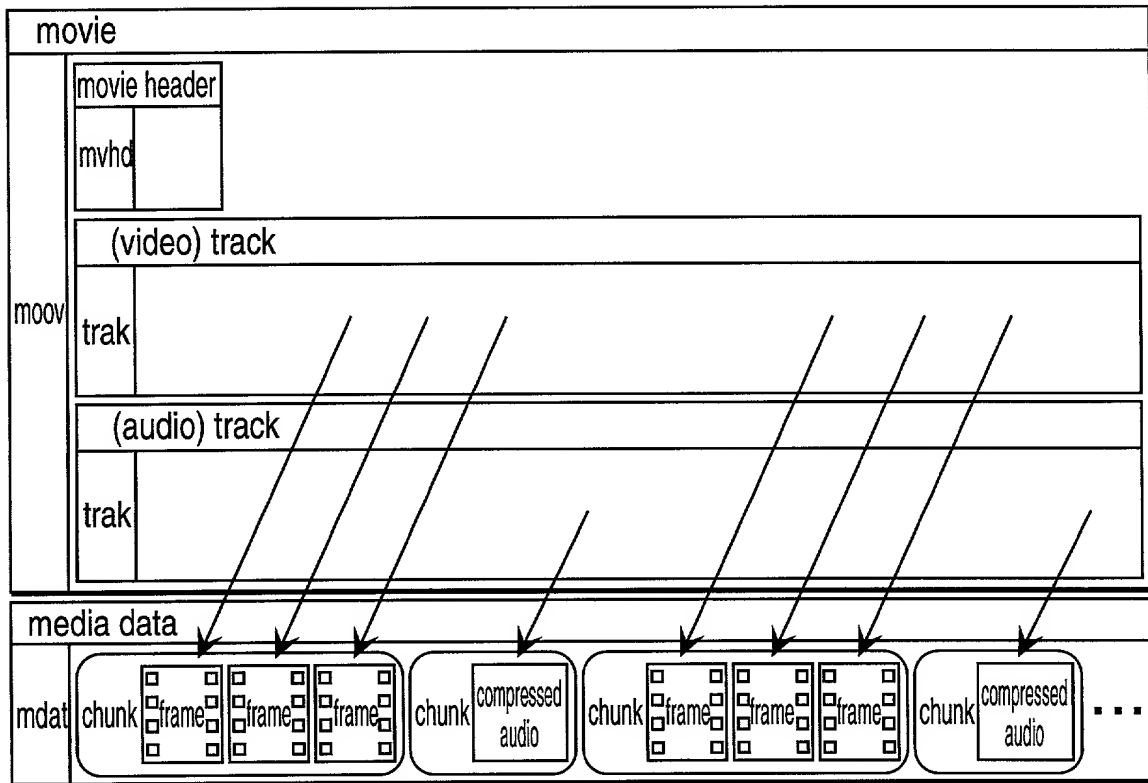 movie
movie header
mvhd
(video) track
moov
trak
(audio) track
trak
media data
mdat
chunk frame frame frame chunk compressed audio chunk frame frame frame chunk compressed audio ...